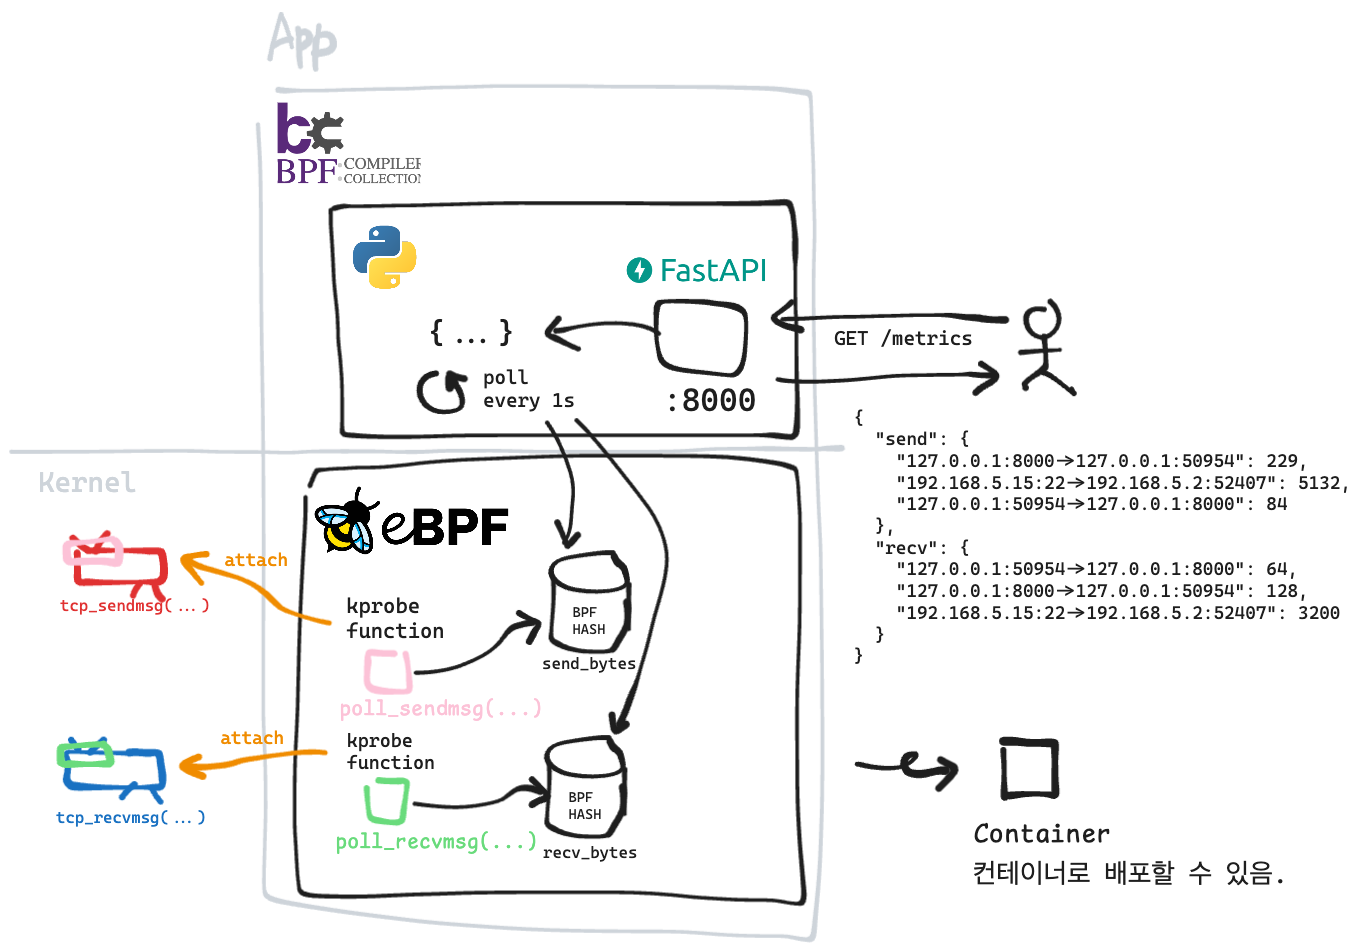 App
bc
BPF COMPILER
COLLECTION
FastAPI
{ ... }
poll
every 1s
:8000
GET /metrics
{
"send": {
"127.0.0.1:8000->127.0.0.1:50954": 229,
"192.168.5.15:22->192.168.5.2:52407": 5132,
"127.0.0.1:50954->127.0.0.1:8000": 84
},
"recv": {
"127.0.0.1:50954->127.0.0.1:8000": 64,
"127.0.0.1:8000->127.0.0.1:50954": 128,
"192.168.5.15:22->192.168.5.2:52407": 3200
}
}
Kernel
eBPF
attach
tcp_sendmsg(...)
kprobe
function
poll_sendmsg(...)
BPF
HASH
send_bytes
attach
tcp_recvmsg(...)
kprobe
function
poll_recvmsg(...)
BPF
HASH
recv_bytes
Container
컨테이너로 배포할 수 있음.